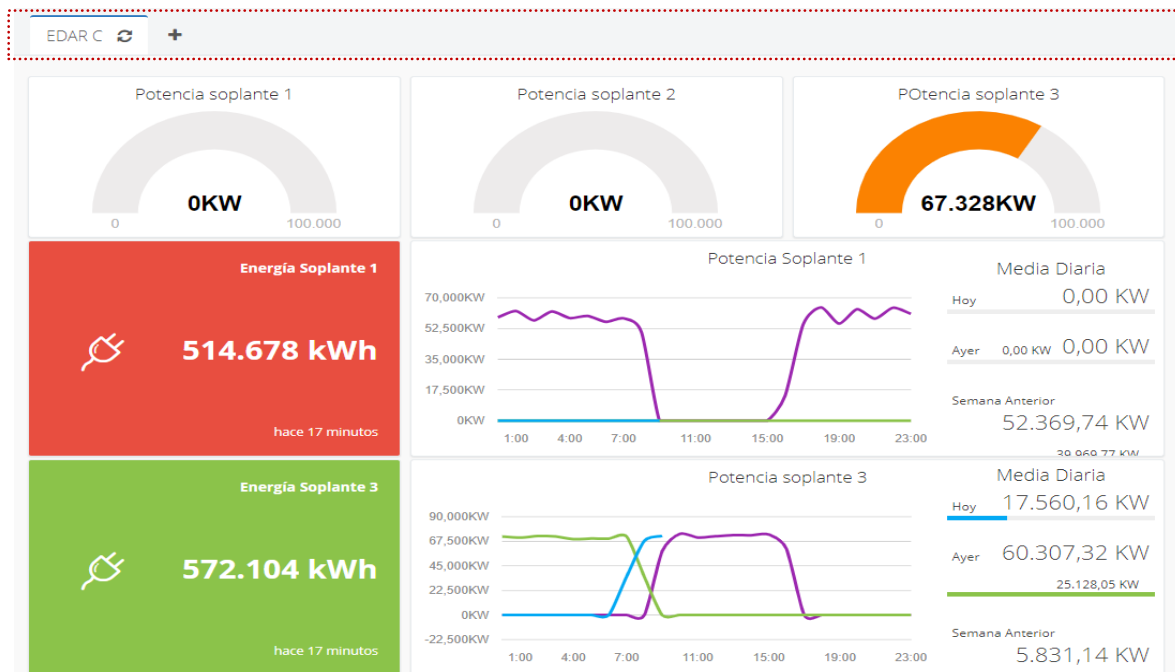 EDAR C
Potencia soplante 1
0KW
0 100.000
Potencia soplante 2
0KW
0 100.000
POtencia soplante 3
67.328KW
0 100.000
Energía Soplante 1
514.678 kWh
hace 17 minutos
Potencia Soplante 1
70,000KW
52,500KW
35,000KW
17,500KW
0KW
1:00 4:00 7:00 11:00 15:00 19:00 23:00
Media Diaria
Hoy 0,00 KW
Ayer 0,00 KW 0,00 KW
Semana Anterior
52.369,74 KW
39.969,77 KW
Energía Soplante 3
572.104 kWh
hace 17 minutos
Potencia soplante 3
90,000KW
67,500KW
45,000KW
22,500KW
0KW
-22,500KW
1:00 4:00 7:00 11:00 15:00 19:00 23:00
Media Diaria
Hoy 17.560,16 KW
Ayer 60.307,32 KW
25.128,05 KW
Semana Anterior
5.831,14 KW